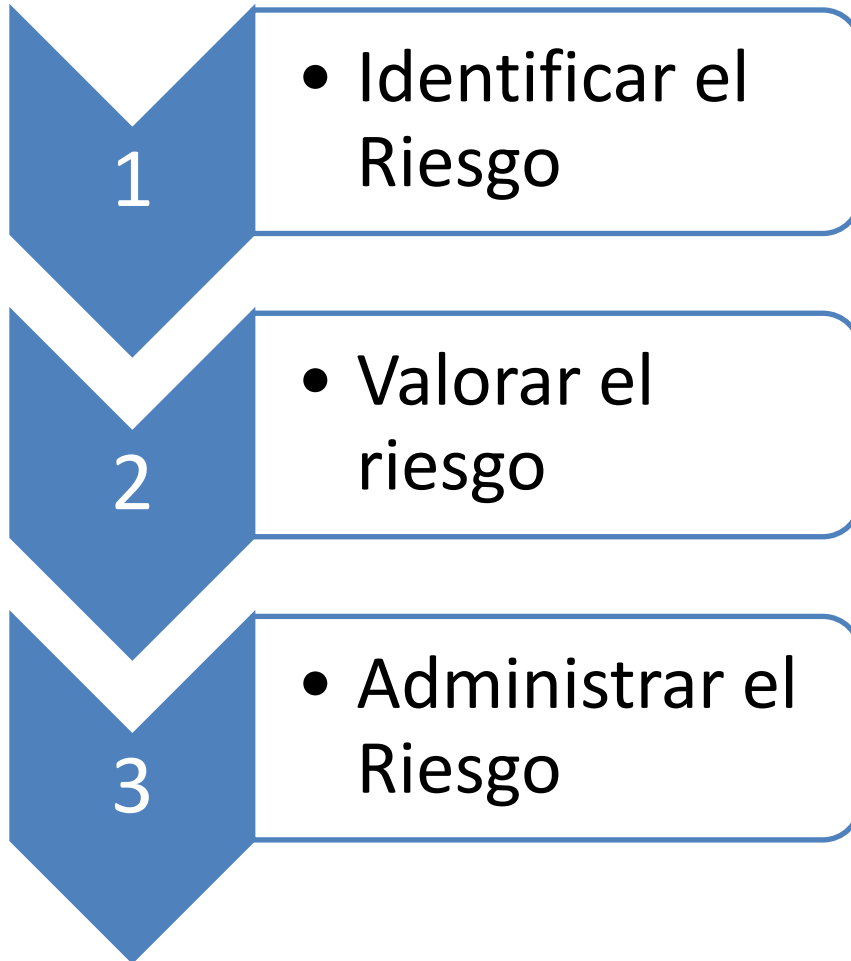 1
• Identificar el
Riesgo
2
• Valorar el
riesgo
3
• Administrar el
Riesgo